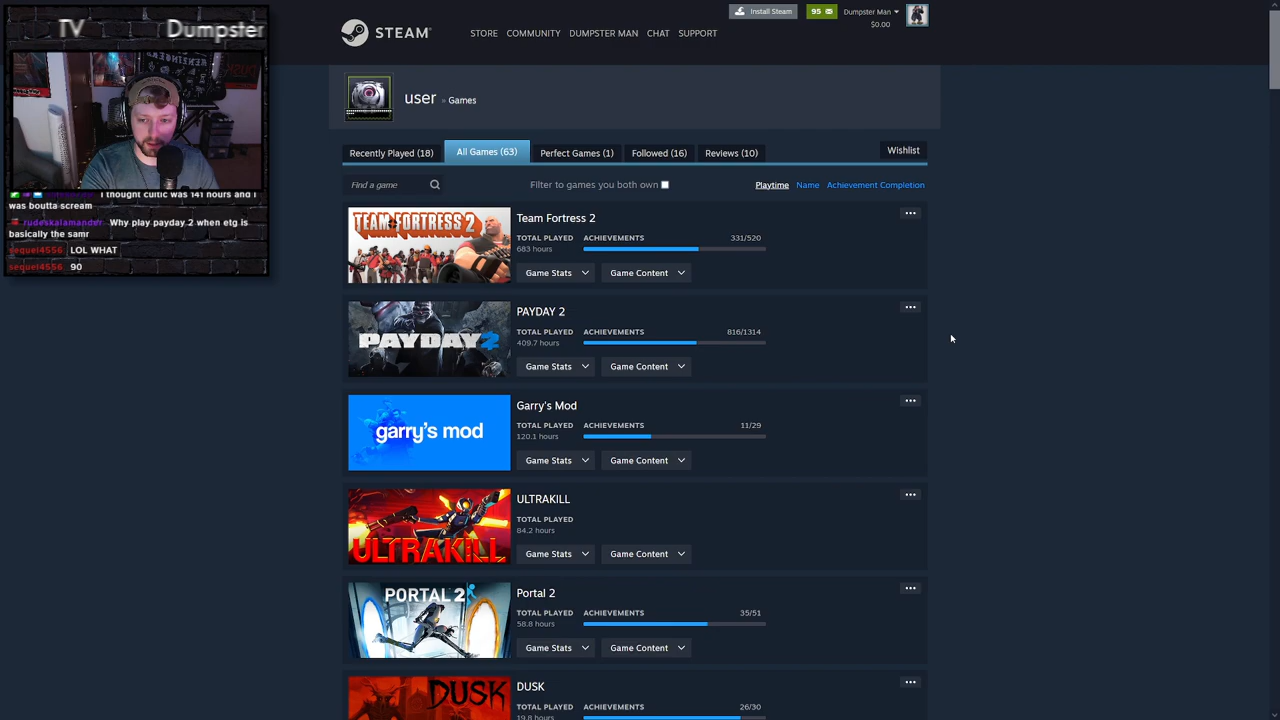 TV Dumpster
I thought cultic was 141 hours and I
was boutta scream
rudeskalamander Why play payday 2 when etg is
basically the samr
sequel4556 LOL WHAT
sequel4556 90
STEAM®
STORE COMMUNITY DUMPSTER MAN CHAT SUPPORT
Install Steam 95 Dumpster Man
$0.00
user » Games
Recently Played (18) All Games (63) Perfect Games (1) Followed (16) Reviews (10) Wishlist
Find a game Filter to games you both own Playtime Name Achievement Completion
TEAM FORTRESS 2
Team Fortress 2
TOTAL PLAYED ACHIEVEMENTS 331/520
683 hours
Game Stats Game Content
PAYDAY 2
PAYDAY 2
TOTAL PLAYED ACHIEVEMENTS 816/1314
409.7 hours
Game Stats Game Content
garry's mod
Garry's Mod
TOTAL PLAYED ACHIEVEMENTS 11/29
120.1 hours
Game Stats Game Content
ULTRAKILL
ULTRAKILL
TOTAL PLAYED
84.2 hours
Game Stats Game Content
PORTAL 2
Portal 2
TOTAL PLAYED ACHIEVEMENTS 35/51
58.8 hours
Game Stats Game Content
DUSK
DUSK
TOTAL PLAYED ACHIEVEMENTS 26/30
19.8 hours